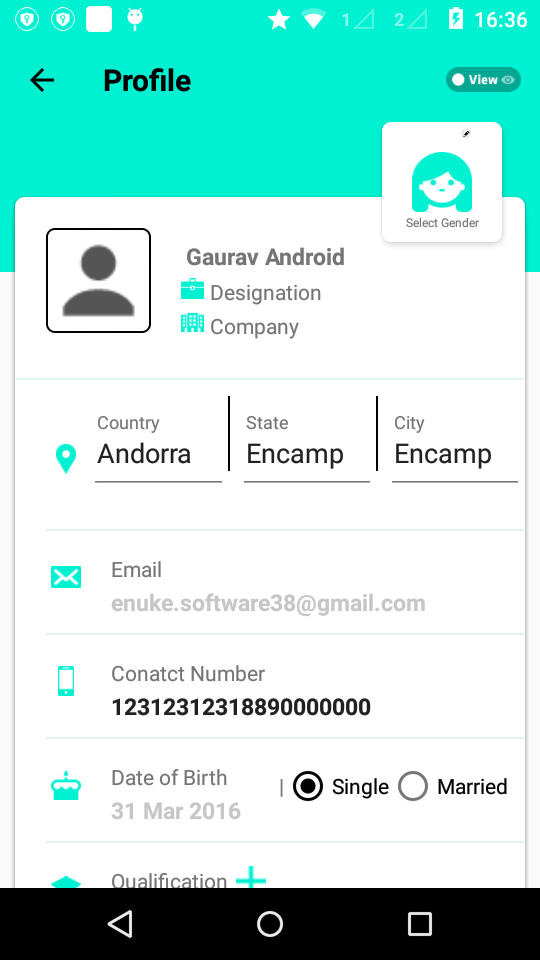 1 2 16:36
Profile
View
Select Gender
Gaurav Android
Designation
Company
Country State City
Andorra Encamp Encamp
Email
enuke.software38@gmail.com
Conatct Number
12312312318890000000
Date of Birth
| Single Married
31 Mar 2016
Qualification